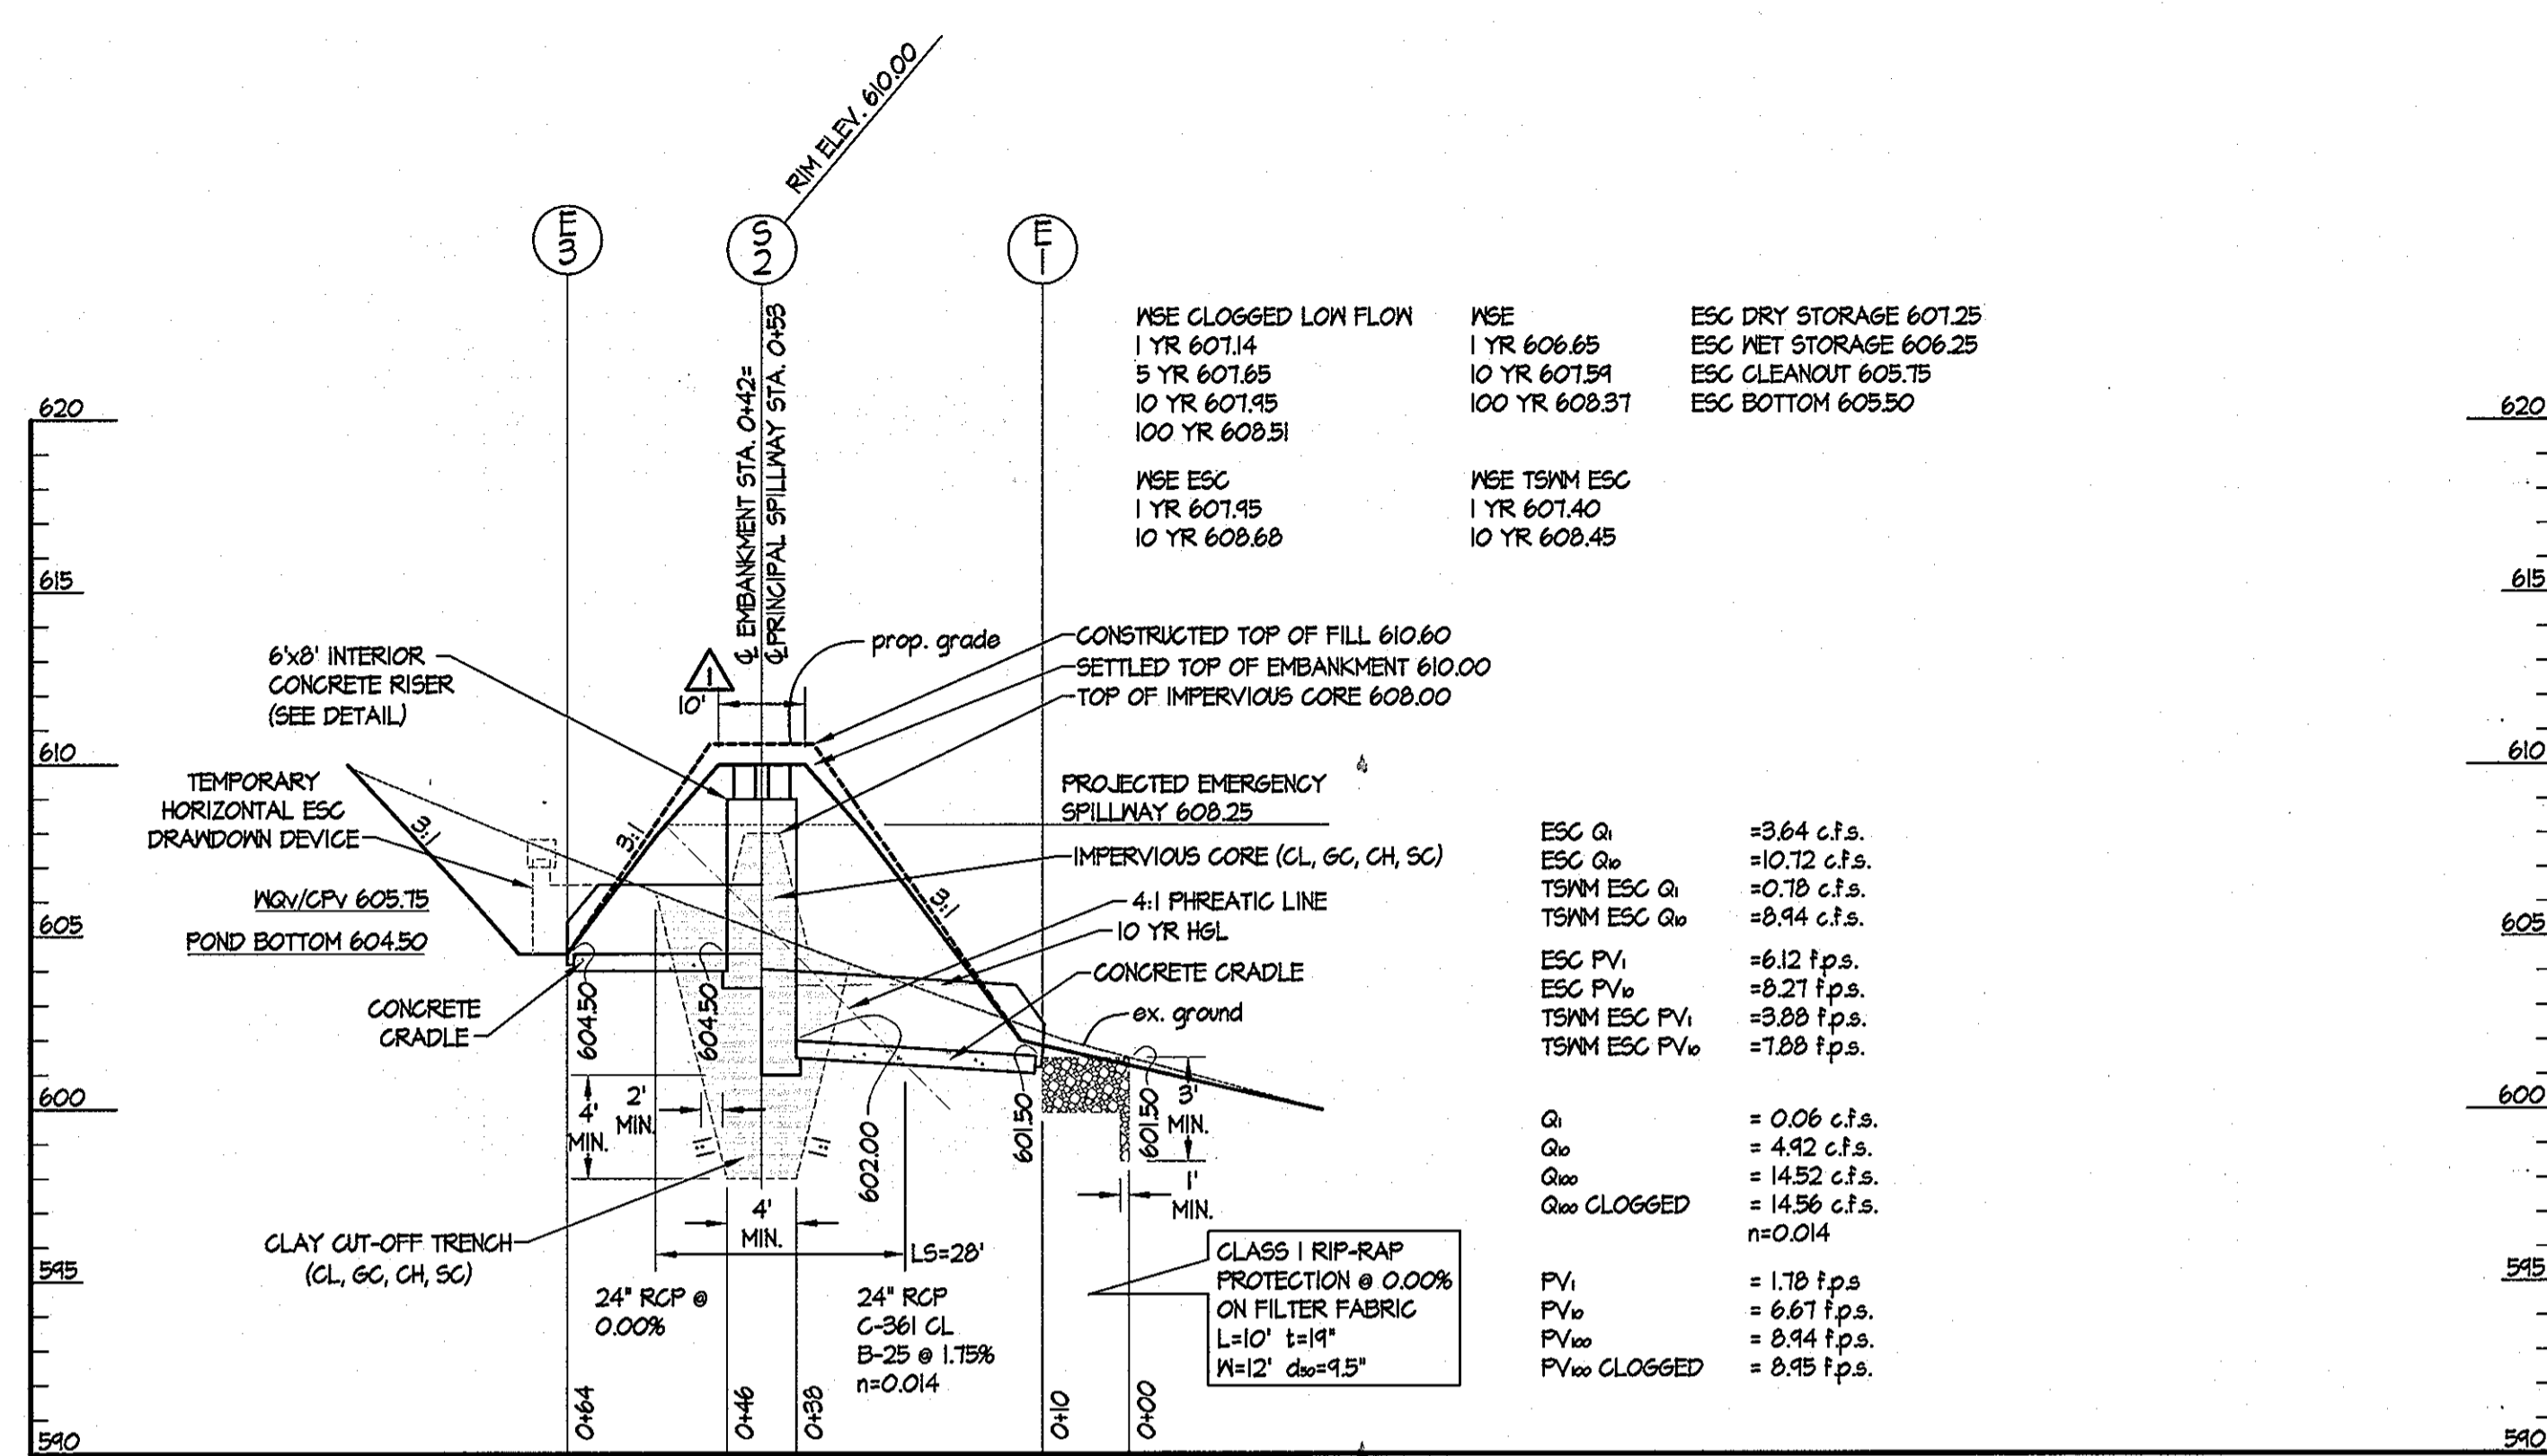 RIM ELEV. 610.00
E
3
S
2
E
1
℄ EMBANKMENT STA. 0+42=
℄ PRINCIPAL SPILLWAY STA. 0+53
WSE CLOGGED LOW FLOW
1 YR 607.14
5 YR 607.65
10 YR 607.95
100 YR 608.51
WSE
1 YR 606.65
10 YR 607.59
100 YR 608.37
ESC DRY STORAGE 607.25
ESC WET STORAGE 606.25
ESC CLEANOUT 605.75
ESC BOTTOM 605.50
WSE ESC
1 YR 607.95
10 YR 608.68
WSE TSWM ESC
1 YR 607.40
10 YR 608.45
620
615
610
605
600
595
590
620
615
610
605
600
595
590
6'x8' INTERIOR
CONCRETE RISER
(SEE DETAIL)
1
10'
prop. grade
CONSTRUCTED TOP OF FILL 610.60
SETTLED TOP OF EMBANKMENT 610.00
TOP OF IMPERVIOUS CORE 608.00
TEMPORARY
HORIZONTAL ESC
DRAWDOWN DEVICE
3:1
3:1
3:1
PROJECTED EMERGENCY
SPILLWAY 608.25
IMPERVIOUS CORE (CL, GC, CH, SC)
WQv/CPv 605.75
POND BOTTOM 604.50
4:1 PHREATIC LINE
10 YR HGL
CONCRETE CRADLE
ex. ground
CONCRETE
CRADLE
604.50
604.50
602.00
601.50
601.50
4'
MIN.
2'
MIN.
1:1
1:1
3'
MIN.
1'
MIN.
4'
MIN.
LS=28'
CLAY CUT-OFF TRENCH
(CL, GC, CH, SC)
24" RCP @
0.00%
24" RCP
C-361 CL
B-25 @ 1.75%
n=0.014
CLASS 1 RIP-RAP
PROTECTION @ 0.00%
ON FILTER FABRIC
L=10' t=19"
W=12' d50=9.5"
0+64
0+46
0+38
0+10
0+00
ESC Q1 =3.64 c.f.s.
ESC Q10 =10.72 c.f.s.
TSWM ESC Q1 =0.78 c.f.s.
TSWM ESC Q10 =8.94 c.f.s.
ESC PV1 =6.12 f.p.s.
ESC PV10 =8.27 f.p.s.
TSWM ESC PV1 =3.88 f.p.s.
TSWM ESC PV10 =7.88 f.p.s.
Q1 = 0.06 c.f.s.
Q10 = 4.92 c.f.s.
Q100 = 14.52 c.f.s.
Q100 CLOGGED = 14.56 c.f.s.
n=0.014
PV1 = 1.78 f.p.s
PV10 = 6.67 f.p.s.
PV100 = 8.94 f.p.s.
PV100 CLOGGED = 8.95 f.p.s.